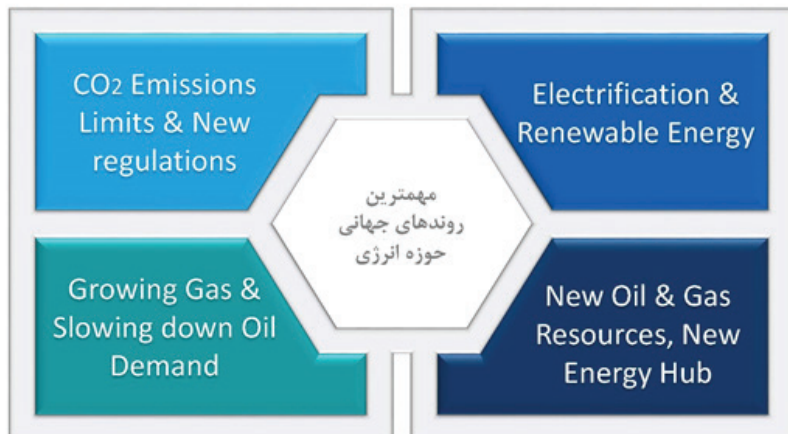 CO₂ Emissions
Limits & New
regulations
Electrification &
Renewable Energy
مهمترین
روندهای جهانی
حوزه انرژی
Growing Gas &
Slowing down Oil
Demand
New Oil & Gas
Resources, New
Energy Hub